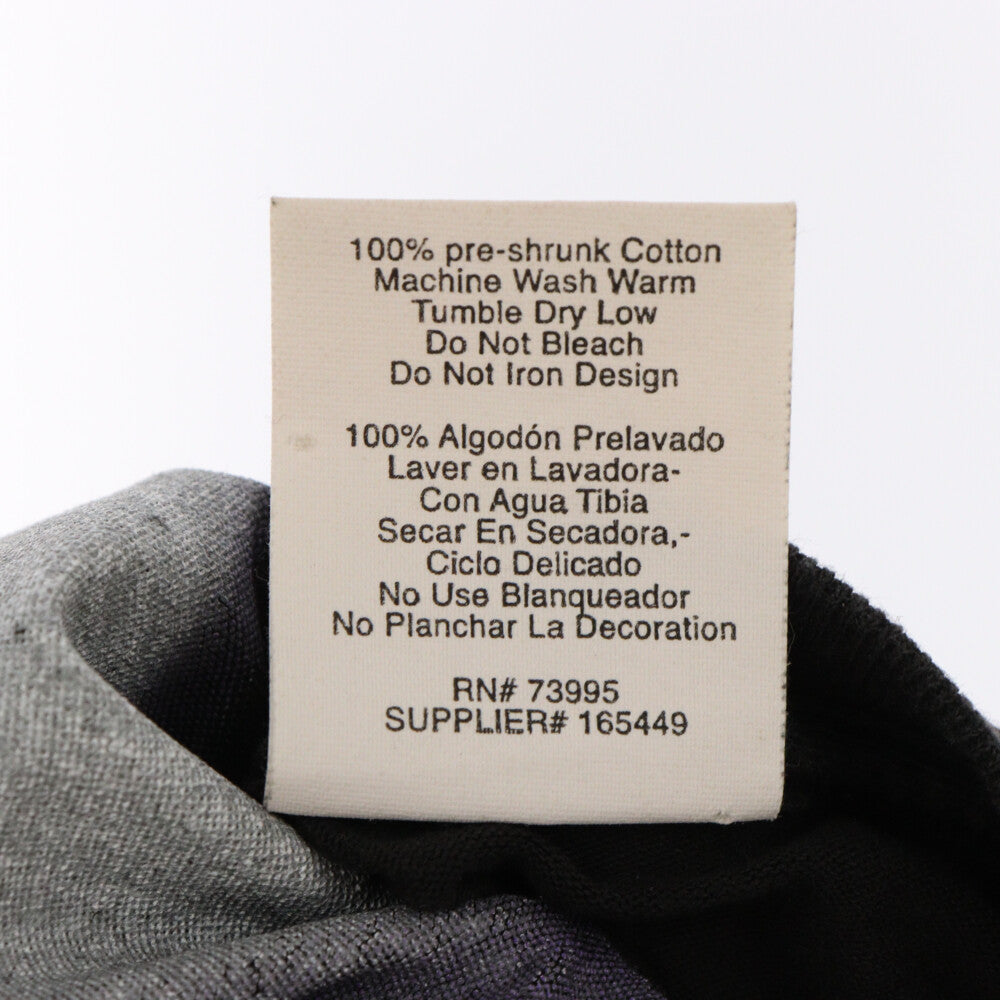 100% pre-shrunk Cotton
Machine Wash Warm
Tumble Dry Low
Do Not Bleach
Do Not Iron Design
100% Algodón Prelavado
Laver en Lavadora-
Con Agua Tibia
Secar En Secadora,-
Ciclo Delicado
No Use Blanqueador
No Planchar La Decoration
RN# 73995
SUPPLIER# 165449